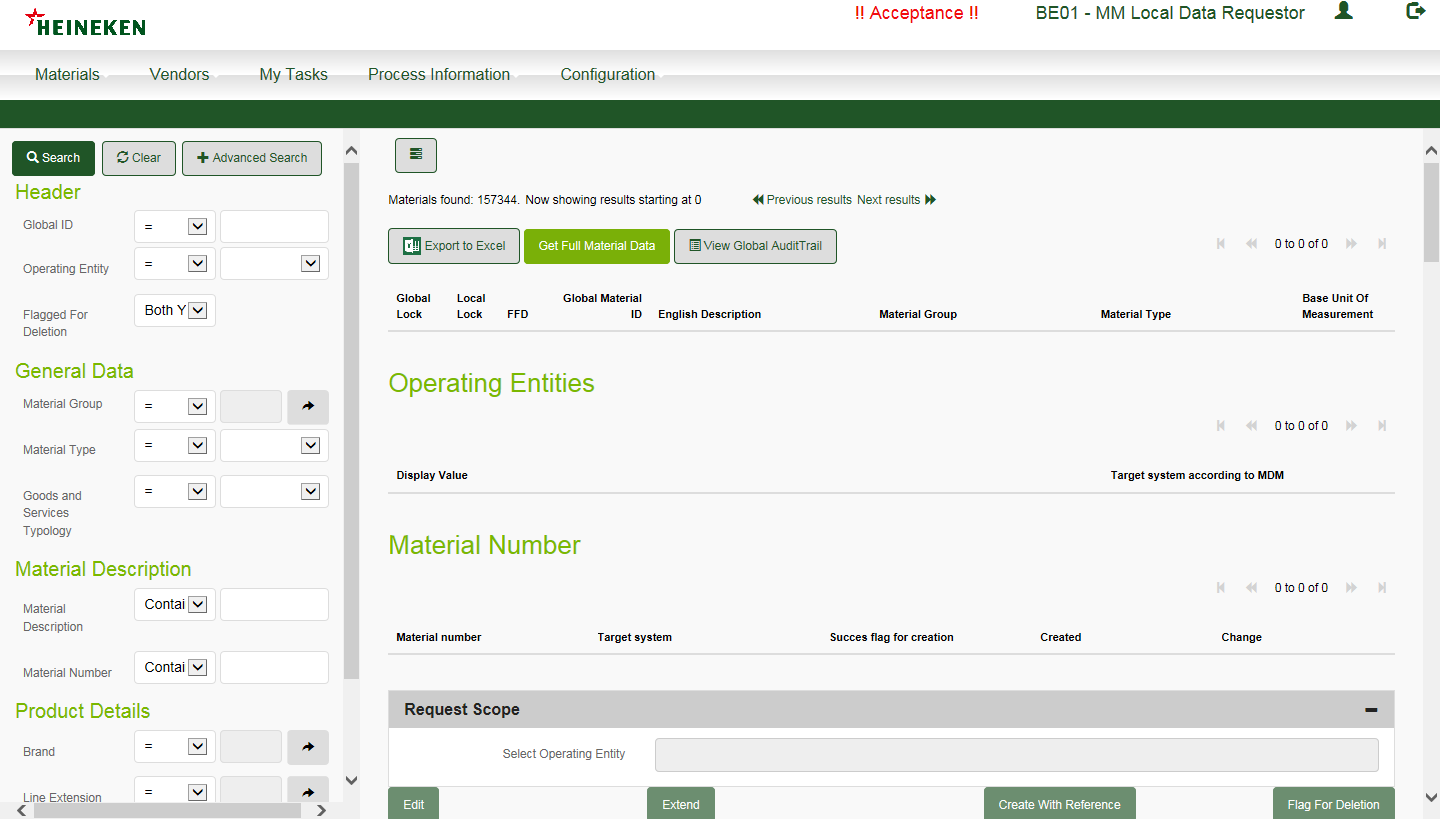 HEINEKEN
!! Acceptance !!
BE01 - MM Local Data Requestor
Materials
Vendors
My Tasks
Process Information
Configuration
Search
Clear
Advanced Search
Header
Global ID
=
Operating Entity
=
Flagged For
Deletion
Both Y
General Data
Material Group
=
Material Type
=
Goods and
Services
Typology
=
Material Description
Material
Description
Contai
Material Number
Contai
Product Details
Brand
=
Line Extension
=
Materials found: 157344. Now showing results starting at 0
Previous results Next results
Export to Excel
Get Full Material Data
View Global AuditTrail
0 to 0 of 0
Global
Lock
Local
Lock
FFD
Global Material
ID
English Description
Material Group
Material Type
Base Unit Of
Measurement
Operating Entities
0 to 0 of 0
Display Value
Target system according to MDM
Material Number
0 to 0 of 0
Material number
Target system
Succes flag for creation
Created
Change
Request Scope
Select Operating Entity
Edit
Extend
Create With Reference
Flag For Deletion